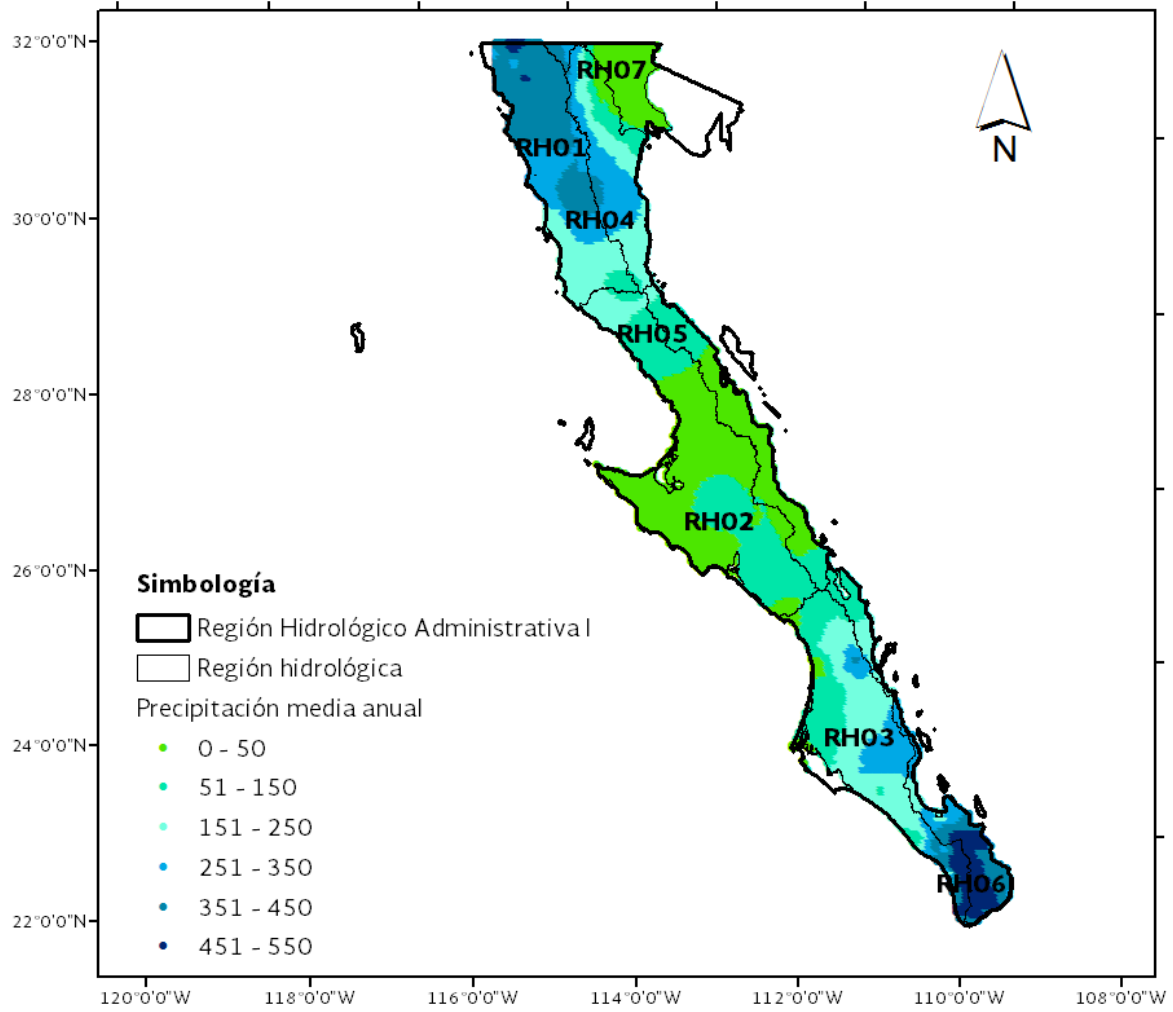 32°0'0"N
30°0'0"N
28°0'0"N
26°0'0"N
24°0'0"N
22°0'0"N
RH07
RH01
RH04
RH05
RH02
RH03
RH06
N
Simbología
Región Hidrológico Administrativa I
Región hidrológica
Precipitación media anual
0 - 50
51 - 150
151 - 250
251 - 350
351 - 450
451 - 550
120°0'0"W 118°0'0"W 116°0'0"W 114°0'0"W 112°0'0"W 110°0'0"W 108°0'0"W